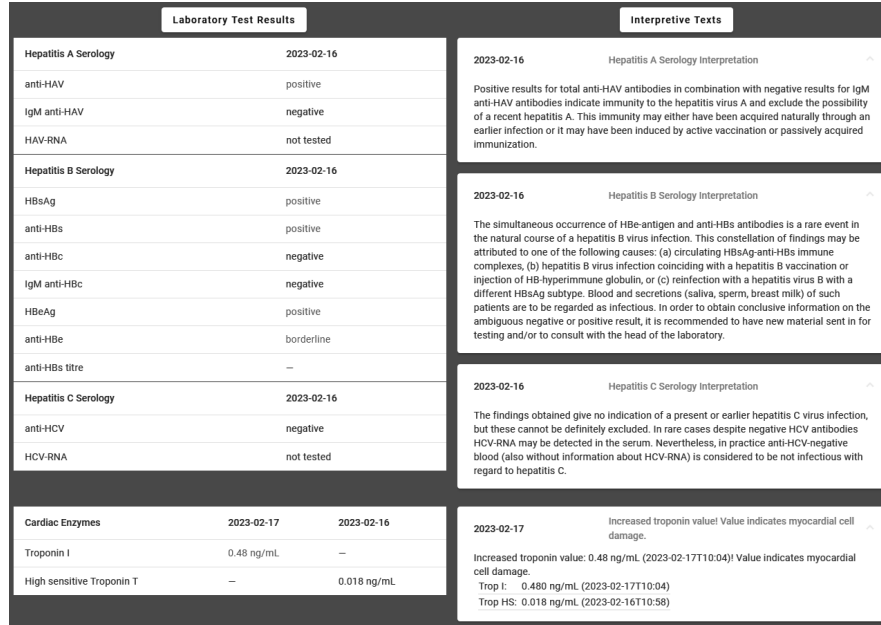 Laboratory Test Results
Hepatitis A Serology 2023-02-16
anti-HAV positive
IgM anti-HAV negative
HAV-RNA not tested
Hepatitis B Serology 2023-02-16
HBsAg positive
anti-HBs positive
anti-HBc negative
IgM anti-HBc negative
HBeAg positive
anti-HBe borderline
anti-HBs titre –
Hepatitis C Serology 2023-02-16
anti-HCV negative
HCV-RNA not tested
Cardiac Enzymes 2023-02-17 2023-02-16
Troponin I 0.48 ng/mL –
High sensitive Troponin T – 0.018 ng/mL
Interpretive Texts
2023-02-16 Hepatitis A Serology Interpretation
Positive results for total anti-HAV antibodies in combination with negative results for IgM
anti-HAV antibodies indicate immunity to the hepatitis virus A and exclude the possibility
of a recent hepatitis A. This immunity may either have been acquired naturally through an
earlier infection or it may have been induced by active vaccination or passively acquired
immunization.
2023-02-16 Hepatitis B Serology Interpretation
The simultaneous occurrence of HBe-antigen and anti-HBs antibodies is a rare event in
the natural course of a hepatitis B virus infection. This constellation of findings may be
attributed to one of the following causes: (a) circulating HBsAg-anti-HBs immune
complexes, (b) hepatitis B virus infection coinciding with a hepatitis B vaccination or
injection of HB-hyperimmune globulin, or (c) reinfection with a hepatitis virus B with a
different HBsAg subtype. Blood and secretions (saliva, sperm, breast milk) of such
patients are to be regarded as infectious. In order to obtain conclusive information on the
ambiguous negative or positive result, it is recommended to have new material sent in for
testing and/or to consult with the head of the laboratory.
2023-02-16 Hepatitis C Serology Interpretation
The findings obtained give no indication of a present or earlier hepatitis C virus infection,
but these cannot be definitely excluded. In rare cases despite negative HCV antibodies
HCV-RNA may be detected in the serum. Nevertheless, in practice anti-HCV-negative
blood (also without information about HCV-RNA) is considered to be not infectious with
regard to hepatitis C.
2023-02-17 Increased troponin value! Value indicates myocardial cell
damage.
Increased troponin value: 0.48 ng/mL (2023-02-17T10:04)! Value indicates myocardial
cell damage.
Trop I: 0.480 ng/mL (2023-02-17T10:04)
Trop HS: 0.018 ng/mL (2023-02-16T10:58)